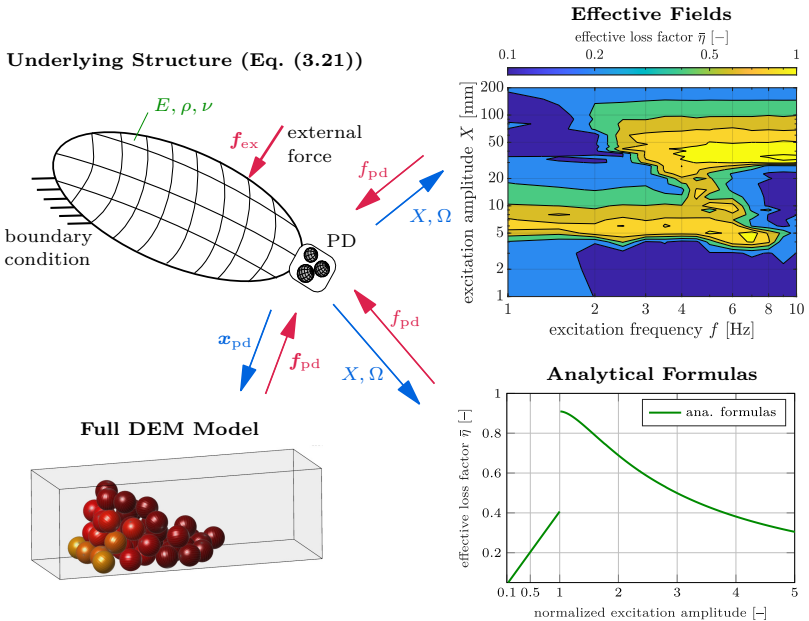 Underlying Structure (Eq. (3.21))
E, ρ, ν
f_ex
external
force
boundary
condition
PD
f_pd
X, Ω
x_pd
f_pd
X, Ω
f_pd
Full DEM Model
Effective Fields
effective loss factor η̄ [−]
0.1 0.2 0.5 1
excitation amplitude X [mm]
200
100
50
20
10
5
2
1
1 2 3 4 6 8 10
excitation frequency f [Hz]
Analytical Formulas
ana. formulas
effective loss factor η̄ [–]
1
0.8
0.6
0.4
0.2
0.1 0.5 1 2 3 4 5
normalized excitation amplitude [–]